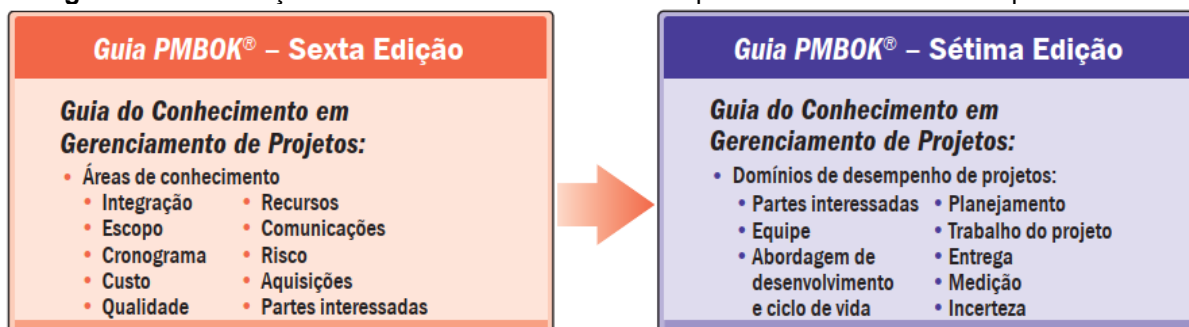 Guia PMBOK® – Sexta Edição
Guia do Conhecimento em
Gerenciamento de Projetos:
• Áreas de conhecimento
• Integração
• Escopo
• Cronograma
• Custo
• Qualidade
• Recursos
• Comunicações
• Risco
• Aquisições
• Partes interessadas
Guia PMBOK® – Sétima Edição
Guia do Conhecimento em
Gerenciamento de Projetos:
• Domínios de desempenho de projetos:
• Partes interessadas
• Equipe
• Abordagem de
desenvolvimento
e ciclo de vida
• Planejamento
• Trabalho do projeto
• Entrega
• Medição
• Incerteza